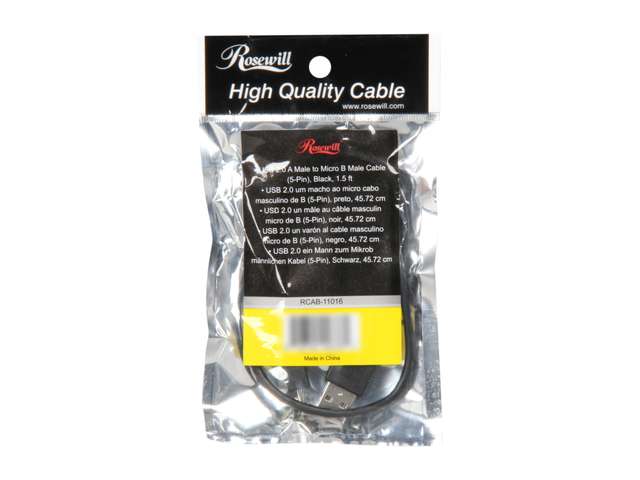 Rosewill
High Quality Cable
www.rosewill.com
Rosewill
2.0 A Male to Micro B Male Cable
(5-Pin), Black, 1.5 ft
• USB 2.0 um macho ao micro cabo
masculino de B (5-Pin), preto, 45.72 cm
• USD 2.0 un mâle au câble masculin
micro de B (5-Pin), noir, 45.72 cm
USB 2.0 un varón al cable masculino
micro de B (5-Pin), negro, 45.72 cm
• USB 2.0 ein Mann zum Mikrob
männlichen Kabel (5-Pin), Schwarz, 45.72 cm
RCAB-11016
Made in China